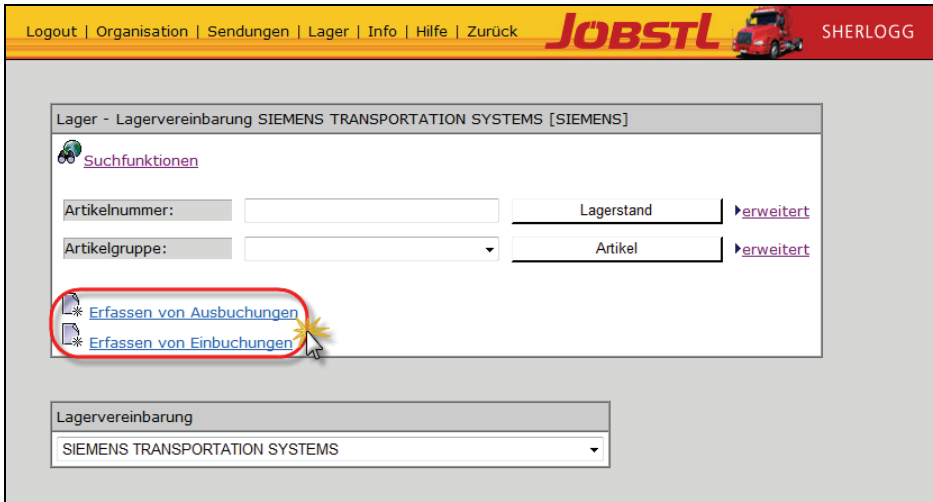 Logout | Organisation | Sendungen | Lager | Info | Hilfe | Zurück JÖBSTL SHERLOGG
Lager - Lagervereinbarung SIEMENS TRANSPORTATION SYSTEMS [SIEMENS]
Suchfunktionen
Artikelnummer: Lagerstand erweitert
Artikelgruppe: Artikel erweitert
Erfassen von Ausbuchungen
Erfassen von Einbuchungen
Lagervereinbarung
SIEMENS TRANSPORTATION SYSTEMS